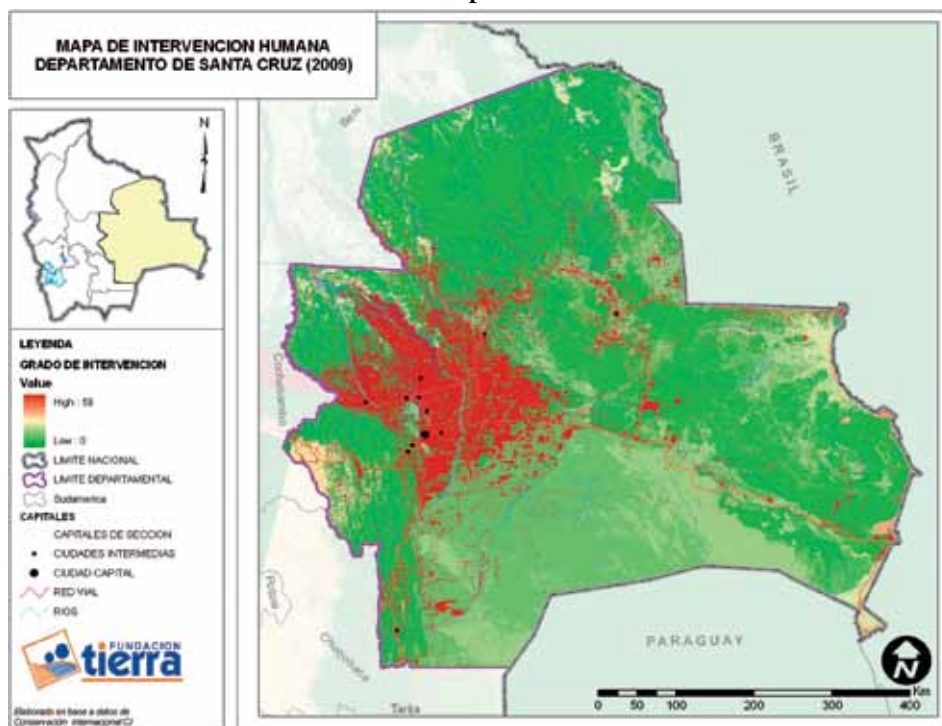 MAPA DE INTERVENCION HUMANA
DEPARTAMENTO DE SANTA CRUZ (2009)
N
LEYENDA
GRADO DE INTERVENCION
Value
High : 59
Low : 0
LIMITE NACIONAL
LIMITE DEPARTAMENTAL
Sudamerica
CAPITALES
CAPITALES DE SECCION
CIUDADES INTERMEDIAS
CIUDAD CAPITAL
RED VIAL
RIOS
FUNDACION
tierra
Elaborado en base a datos de
Conservación Internacional CI
Beni
BRASIL
Cochabamba
Potosi
Chuquisaca
Tarija
PARAGUAY
N
Km
0 50 100 200 300 400